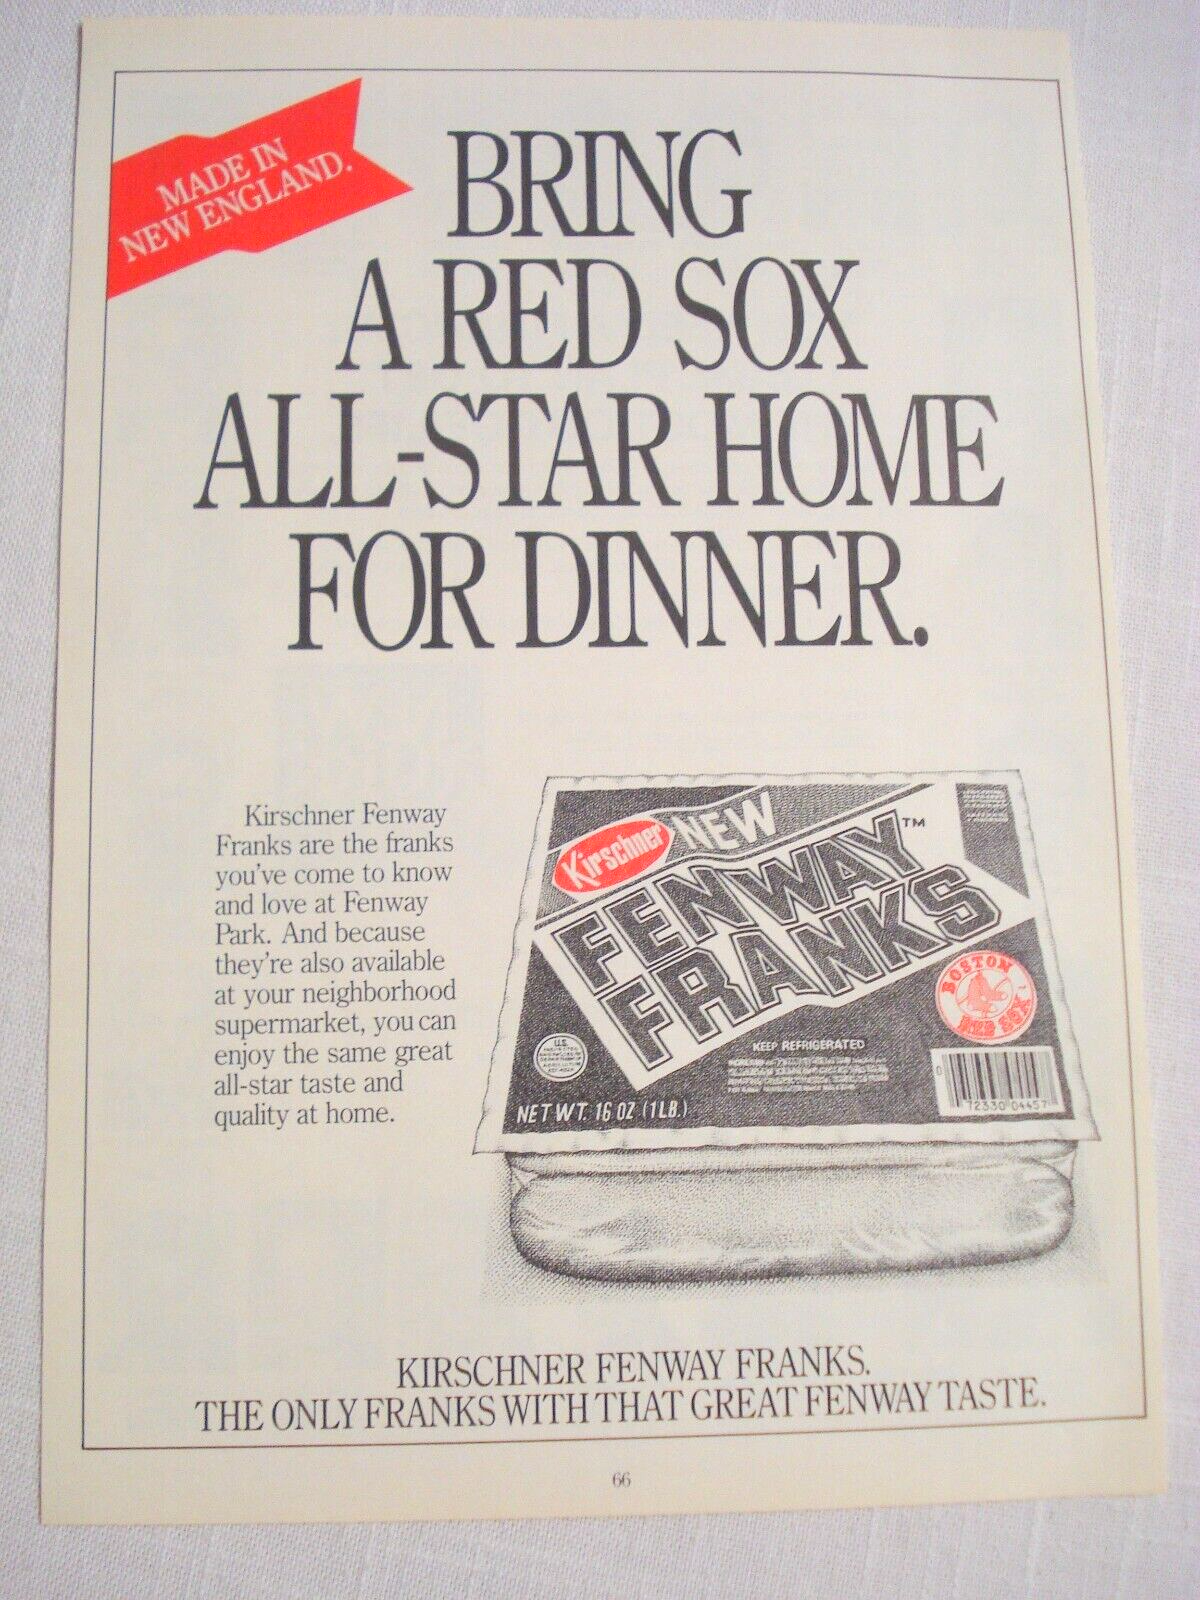 MADE IN
NEW ENGLAND.
BRING
A RED SOX
ALL-STAR HOME
FOR DINNER.
Kirschner Fenway
Franks are the franks
you've come to know
and love at Fenway
Park. And because
they're also available
at your neighborhood
supermarket, you can
enjoy the same great
all-star taste and
quality at home.
Kirschner
NEW
FENWAY™
FRANKS
BOSTON
RED SOX
U.S.
KEEP REFRIGERATED
NET WT. 16 OZ (1 LB.)
0
72330 04457
KIRSCHNER FENWAY FRANKS.
THE ONLY FRANKS WITH THAT GREAT FENWAY TASTE.
66